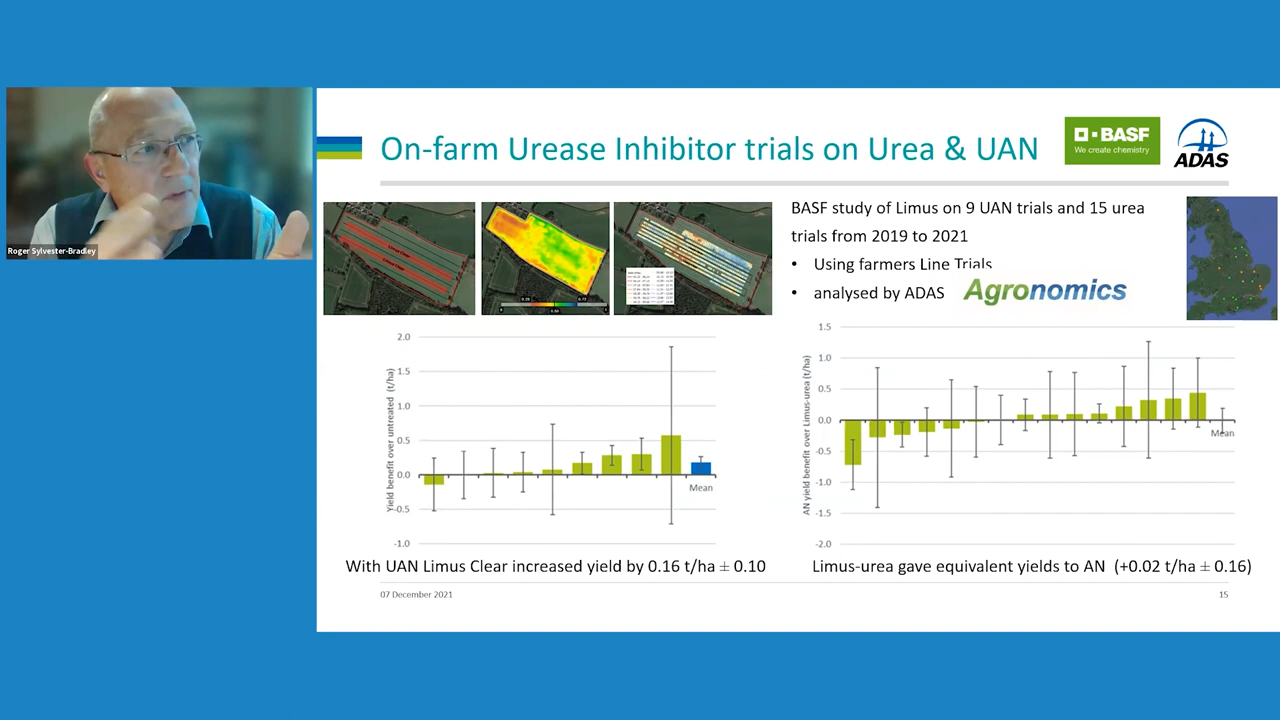 Roger Sylvester-Bradley
On-farm Urease Inhibitor trials on Urea & UAN
BASF
We create chemistry
ADAS
BASF study of Limus on 9 UAN trials and 15 urea
trials from 2019 to 2021
• Using farmers Line Trials
• analysed by ADAS
Agronomics
Yield benefit over untreated (t/ha)
2.0
1.5
1.0
0.5
0.0
-0.5
-1.0
Mean
AN yield benefit over Limus-urea (t/ha)
1.5
1.0
0.5
0.0
-0.5
-1.0
-1.5
-2.0
Mean
With UAN Limus Clear increased yield by 0.16 t/ha ± 0.10
Limus-urea gave equivalent yields to AN (+0.02 t/ha ± 0.16)
07 December 2021
15